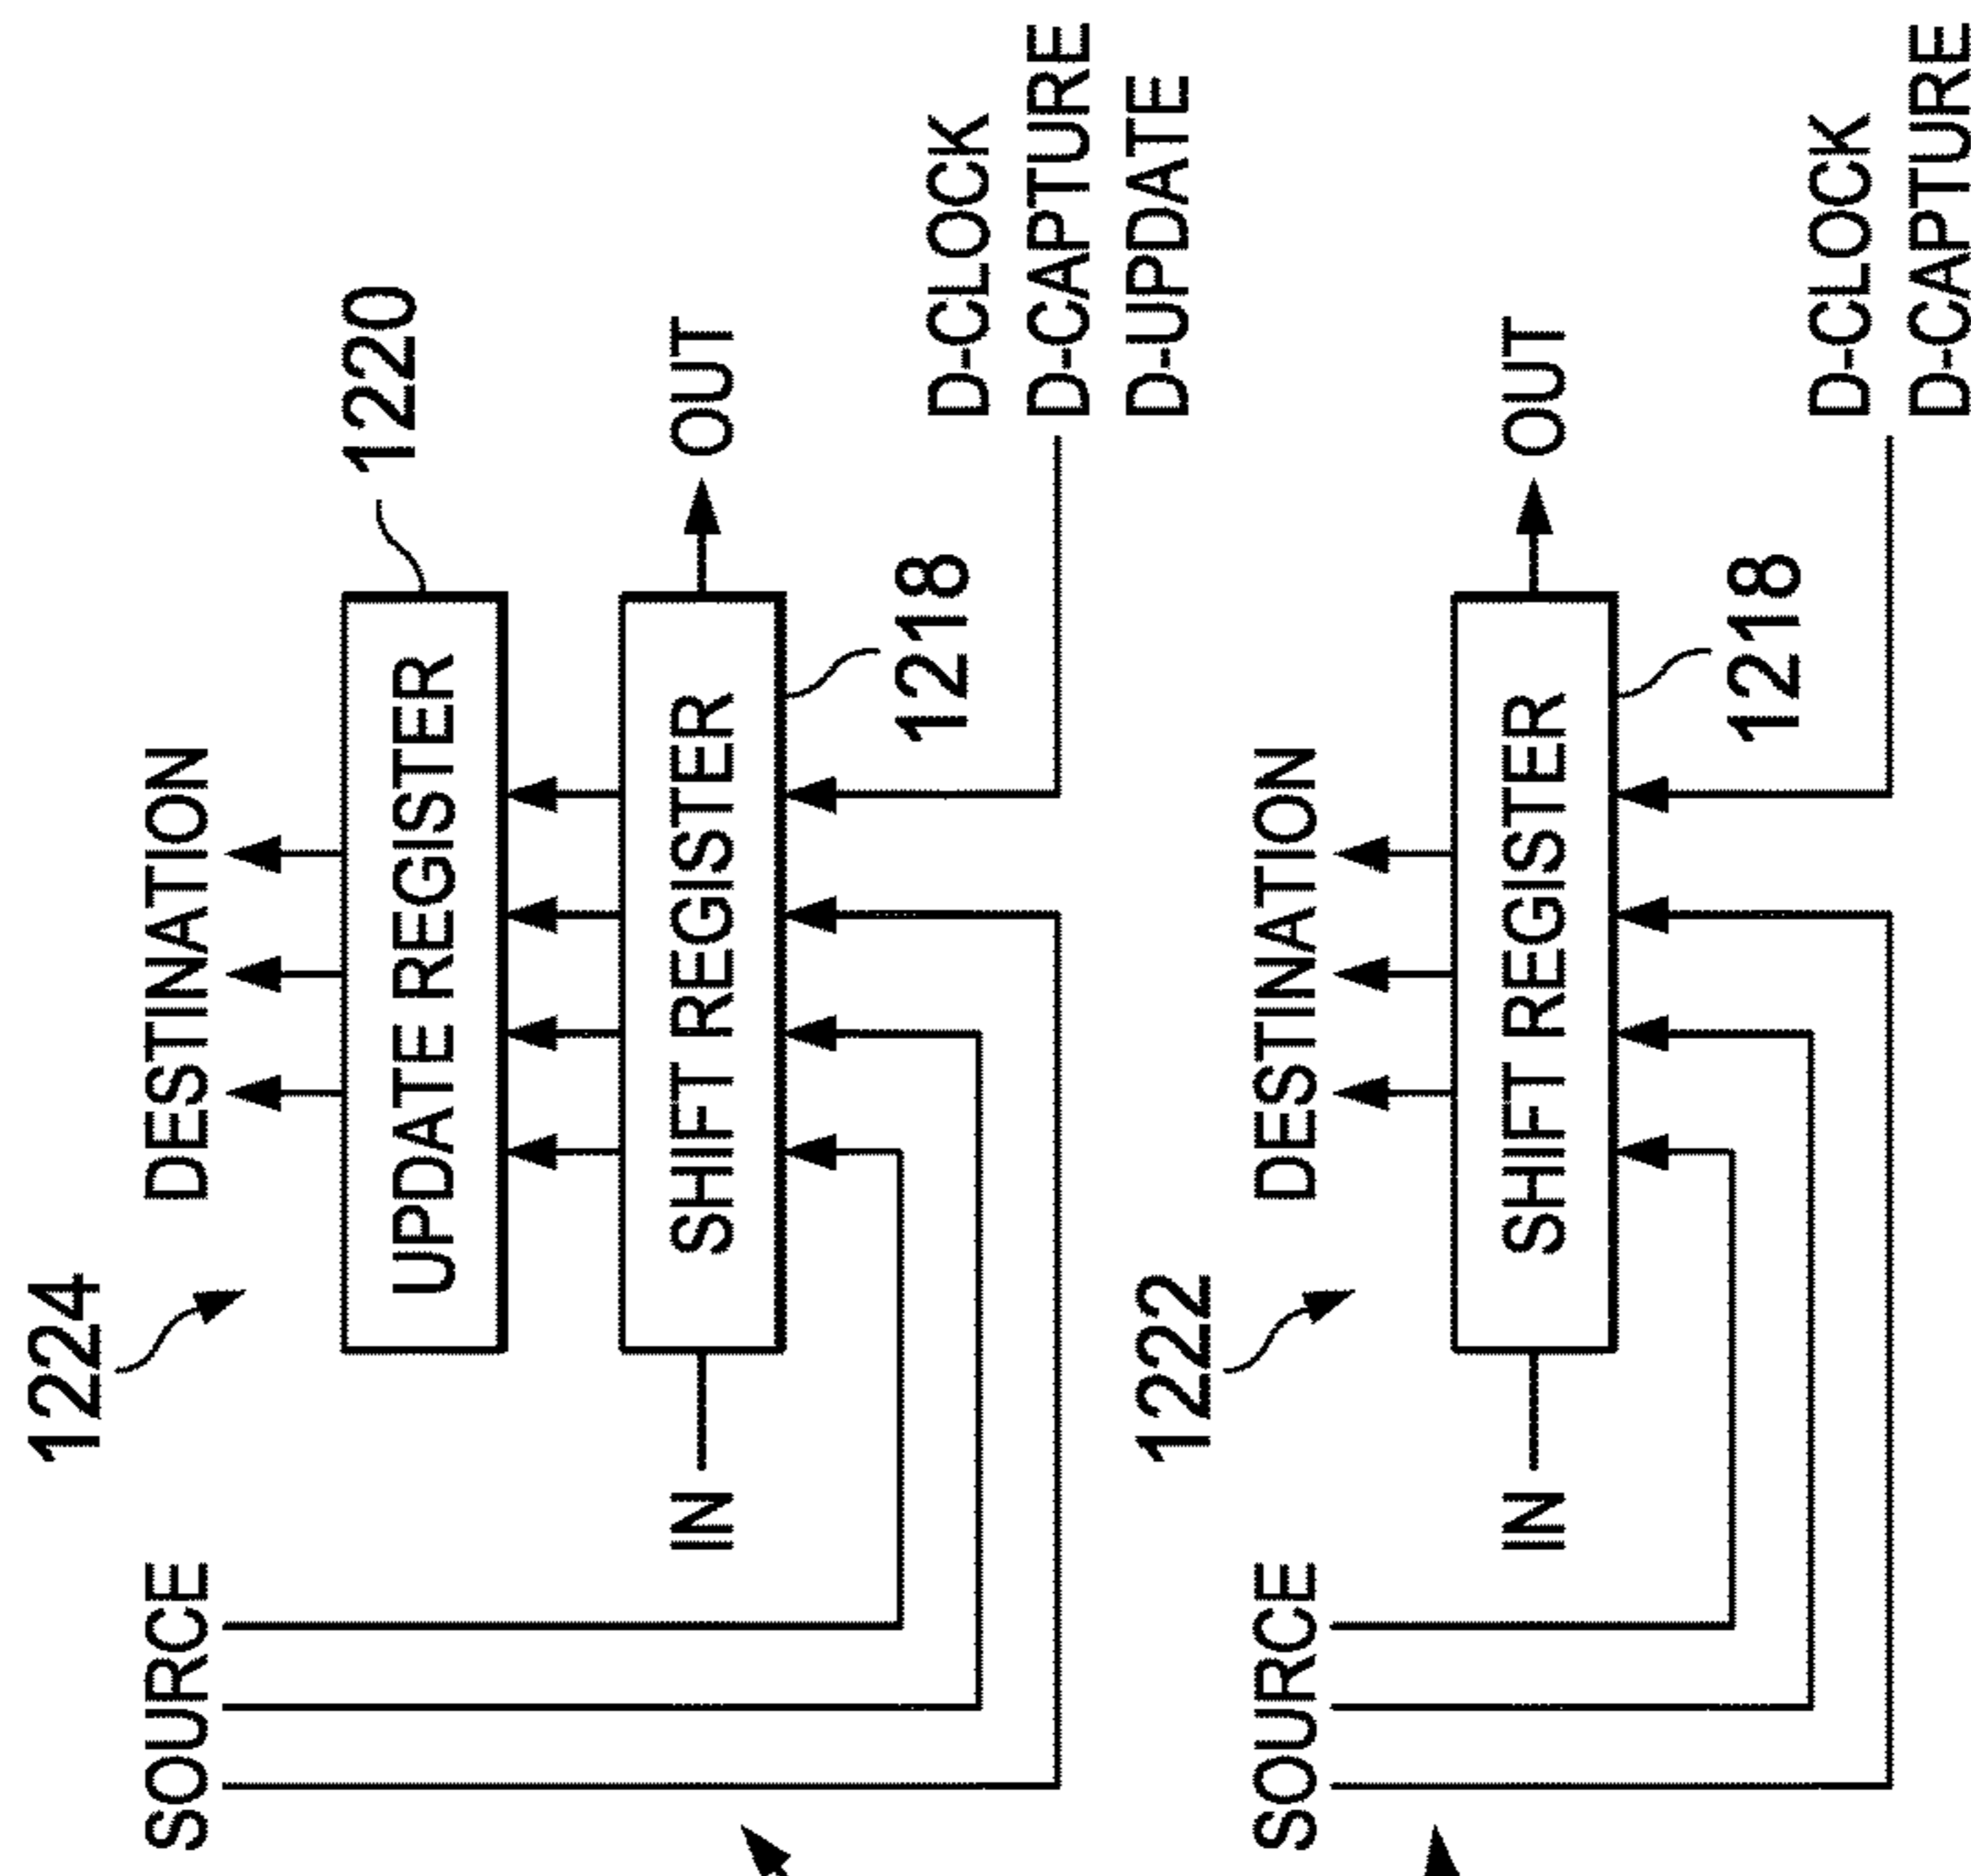 1224
SOURCE
DESTINATION
1220
UPDATE REGISTER
IN
SHIFT REGISTER
OUT
1218
D-CLOCK
D-CAPTURE
D-UPDATE
1222
SOURCE
DESTINATION
IN
SHIFT REGISTER
OUT
1218
D-CLOCK
D-CAPTURE